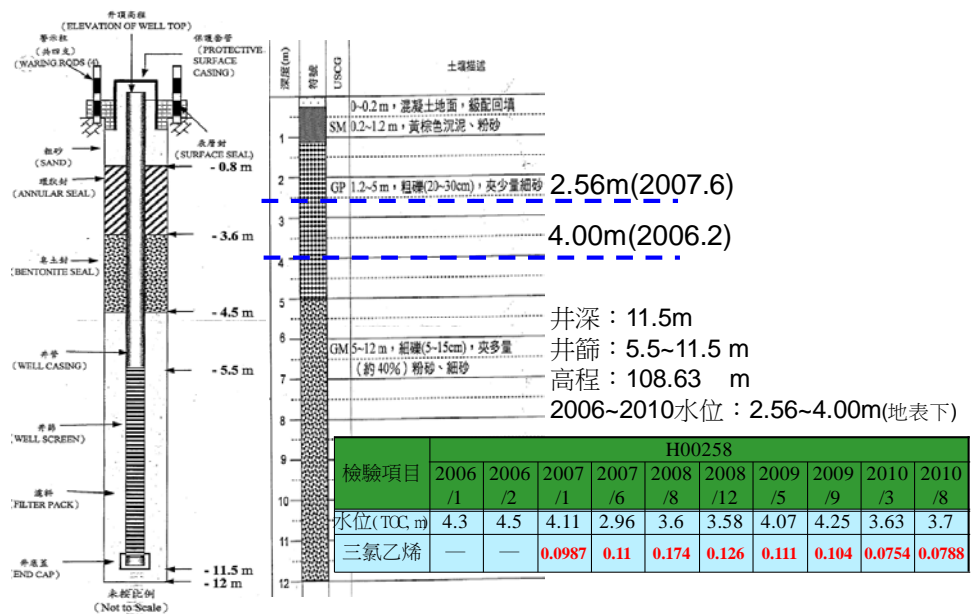 井頂高程
(ELEVATION OF WELL TOP)
警示柱
(共四支)
(WARING RODS (4)
保護套管
(PROTECTIVE
SURFACE
CASING)
表層封
(SURFACE SEAL)
粗砂
(SAND)
- 0.8 m
環狀封
(ANNULAR SEAL)
- 3.6 m
皂土封
(BENTONITE SEAL)
- 4.5 m
井管
(WELL CASING)
- 5.5 m
井篩
(WELL SCREEN)
濾料
(FILTER PACK)
井底蓋
(END CAP)
- 11.5 m
- 12 m
未按比例
(Not to Scale)
深度(m)
符號
USCG
土壤描述
0~0.2 m，混凝土地面，級配回填
SM 0.2~1.2 m，黃棕色沉泥、粉砂
GP 1.2~5 m，粗礫(20~30cm)，夾少量細砂
GM 5~12 m，細礫(5~15cm)，夾多量
(約 40%) 粉砂、細砂
1
2
3
4
5
6
7
8
9
10
11
12
2.56m(2007.6)
4.00m(2006.2)
井深：11.5m
井篩：5.5~11.5 m
高程：108.63 m
2006~2010水位：2.56~4.00m(地表下)
H00258
檢驗項目 2006/1 2006/2 2007/1 2007/6 2008/8 2008/12 2009/5 2009/9 2010/3 2010/8
水位(TOC, m) 4.3 4.5 4.11 2.96 3.6 3.58 4.07 4.25 3.63 3.7
三氯乙烯 — — 0.0987 0.11 0.174 0.126 0.111 0.104 0.0754 0.0788